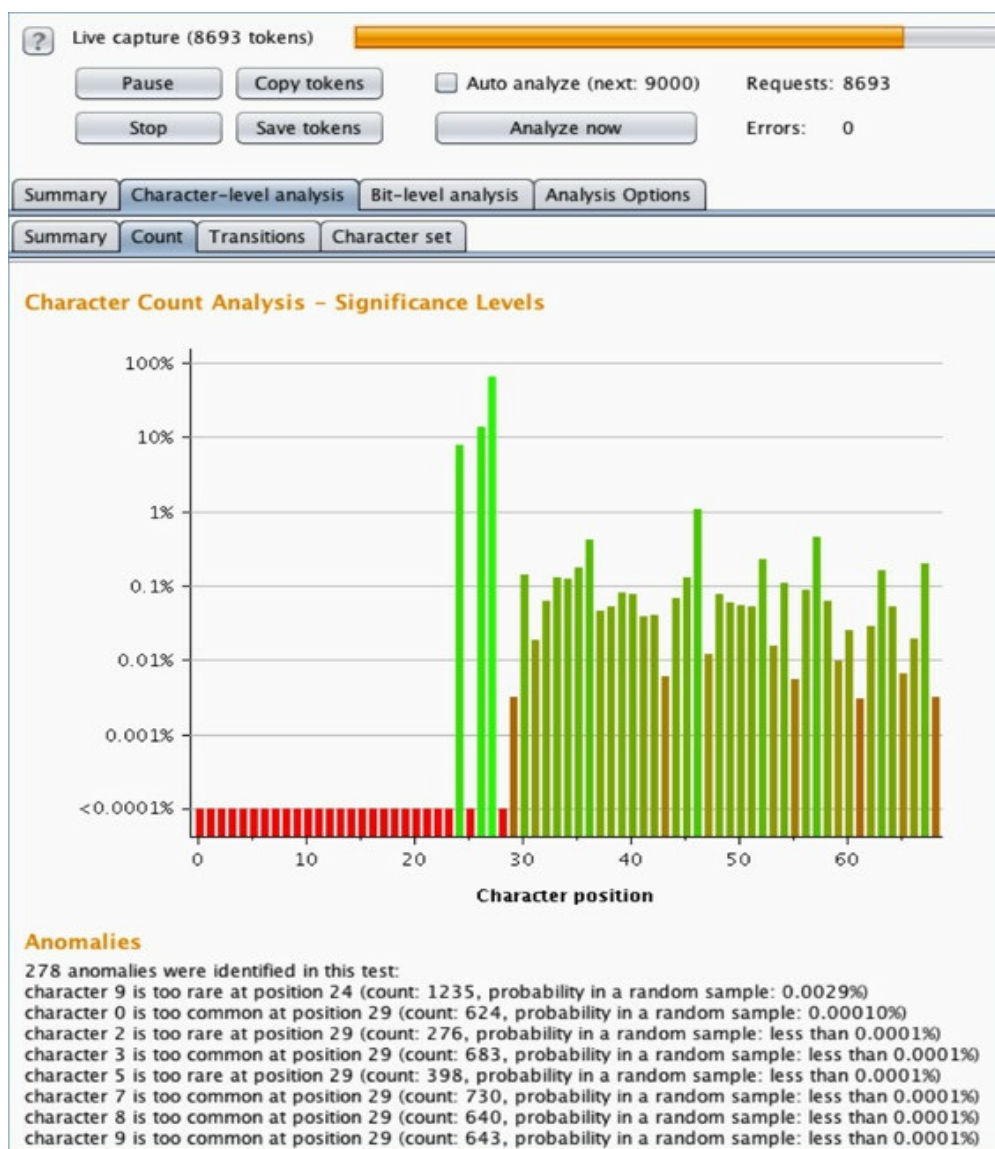 ? Live capture (8693 tokens)
Pause Copy tokens Auto analyze (next: 9000) Requests: 8693
Stop Save tokens Analyze now Errors: 0
Summary Character-level analysis Bit-level analysis Analysis Options
Summary Count Transitions Character set
Character Count Analysis – Significance Levels
100%
10%
1%
0.1%
0.01%
0.001%
<0.0001%
0 10 20 30 40 50 60
Character position
Anomalies
278 anomalies were identified in this test:
character 9 is too rare at position 24 (count: 1235, probability in a random sample: 0.0029%)
character 0 is too common at position 29 (count: 624, probability in a random sample: 0.00010%)
character 2 is too rare at position 29 (count: 276, probability in a random sample: less than 0.0001%)
character 3 is too common at position 29 (count: 683, probability in a random sample: less than 0.0001%)
character 5 is too rare at position 29 (count: 398, probability in a random sample: less than 0.0001%)
character 7 is too common at position 29 (count: 730, probability in a random sample: less than 0.0001%)
character 8 is too common at position 29 (count: 640, probability in a random sample: less than 0.0001%)
character 9 is too common at position 29 (count: 643, probability in a random sample: less than 0.0001%)